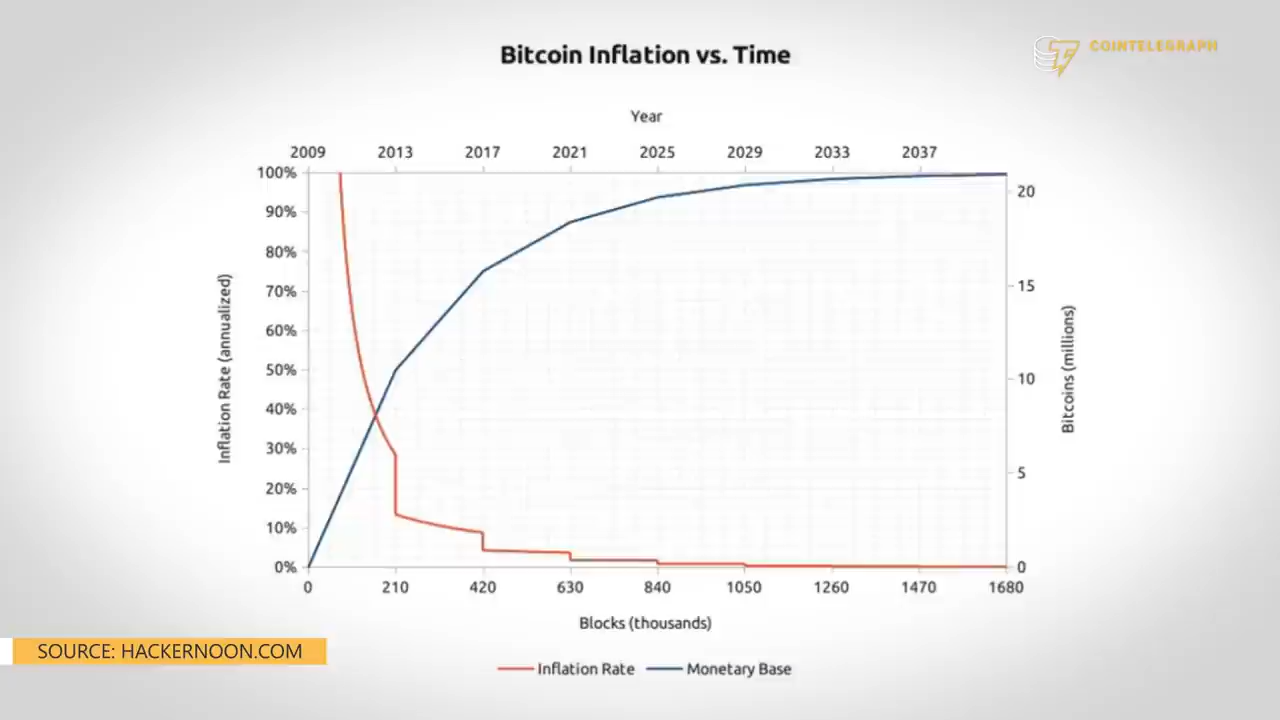 Bitcoin Inflation vs. Time
COINTELEGRAPH
Year
2009 2013 2017 2021 2025 2029 2033 2037
100%
90%
80%
70%
60%
50%
40%
30%
20%
10%
0%
Inflation Rate (annualized)
20
15
10
5
0
Bitcoins (millions)
0 210 420 630 840 1050 1260 1470 1680
Blocks (thousands)
SOURCE: HACKERNOON.COM
Inflation Rate Monetary Base